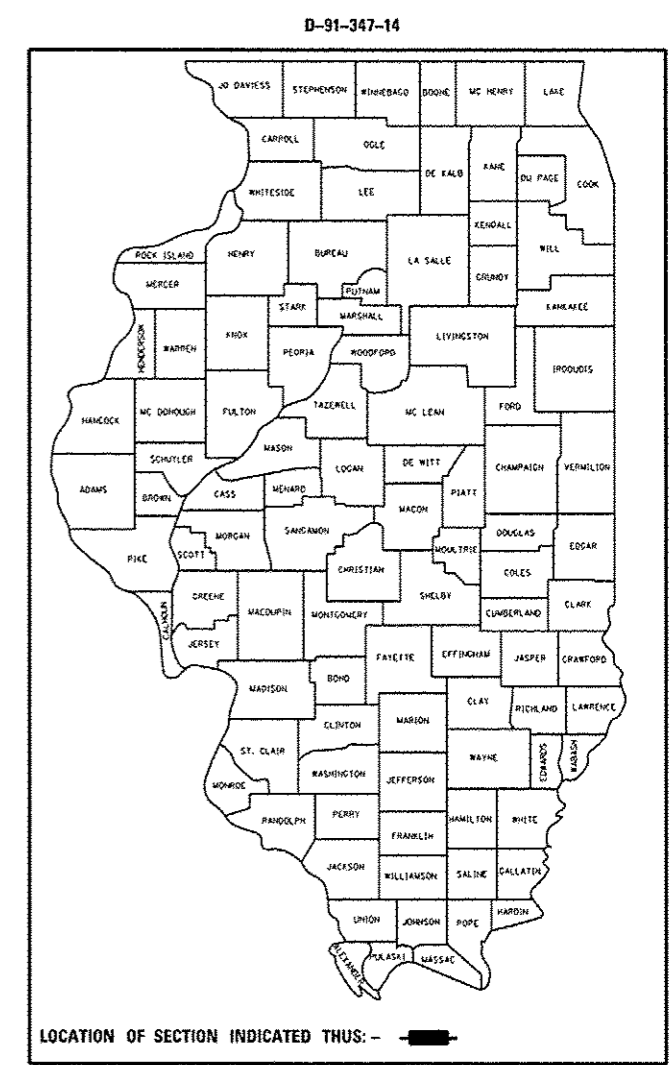 D-91-347-14
JO DAVIESS STEPHENSON WINNEBAGO BOONE MC HENRY LAKE
CARROLL OGLE
DE KALB KANE DU PAGE COOK
WHITESIDE LEE
KENDALL
ROCK ISLAND HENRY BUREAU LA SALLE GRUNDY WILL
MERCER PUTNAM
STARK MARSHALL KANKAKEE
HENDERSON WARREN KNOX PEORIA WOODFORD LIVINGSTON
IROQUOIS
HANCOCK MC DONOUGH FULTON TAZEWELL MC LEAN FORD
MASON
SCHUYLER LOGAN DE WITT CHAMPAIGN VERMILION
ADAMS BROWN CASS MENARD PIATT
MACON
PIKE SCOTT MORGAN SANGAMON DOUGLAS EDGAR
CHRISTIAN MOULTRIE
COLES
GREENE MACOUPIN MONTGOMERY SHELBY CUMBERLAND CLARK
CALHOUN JERSEY
FAYETTE EFFINGHAM JASPER CRAWFORD
MADISON BOND
CLAY RICHLAND LAWRENCE
CLINTON MARION
ST. CLAIR WAYNE EDWARDS WABASH
WASHINGTON JEFFERSON
MONROE
RANDOLPH PERRY HAMILTON WHITE
FRANKLIN
JACKSON WILLIAMSON SALINE GALLATIN
UNION JOHNSON POPE HARDIN
ALEXANDER PULASKI MASSAC
LOCATION OF SECTION INDICATED THUS: -